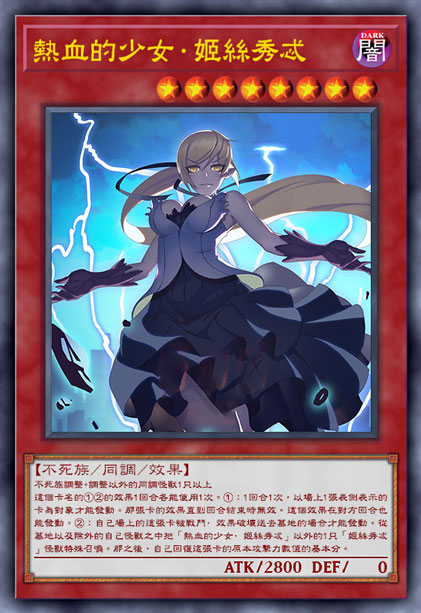 熱血的少女·姬絲秀忒
DARK
闇
【不死族/同調/效果】
不死族調整+調整以外的同調怪獸1只以上
這個卡名的①②的效果1回合各能使用1次。①：1回合1次，以場上1張表側表示的
卡為對象才能發動。那張卡的效果直到回合結束時無效。這個效果在對方回合也
能發動。②：自己場上的這張卡被戰鬥、效果破壞送去墓地的場合才能發動。從
墓地以及除外的自己怪獸之中把「熱血的少女·姬絲秀忒」以外的1只「姬絲秀
忒」怪獸特殊召喚。那之後，自己回復這張卡的原本攻擊力數值的基本分。
ATK/2800 DEF/ 0